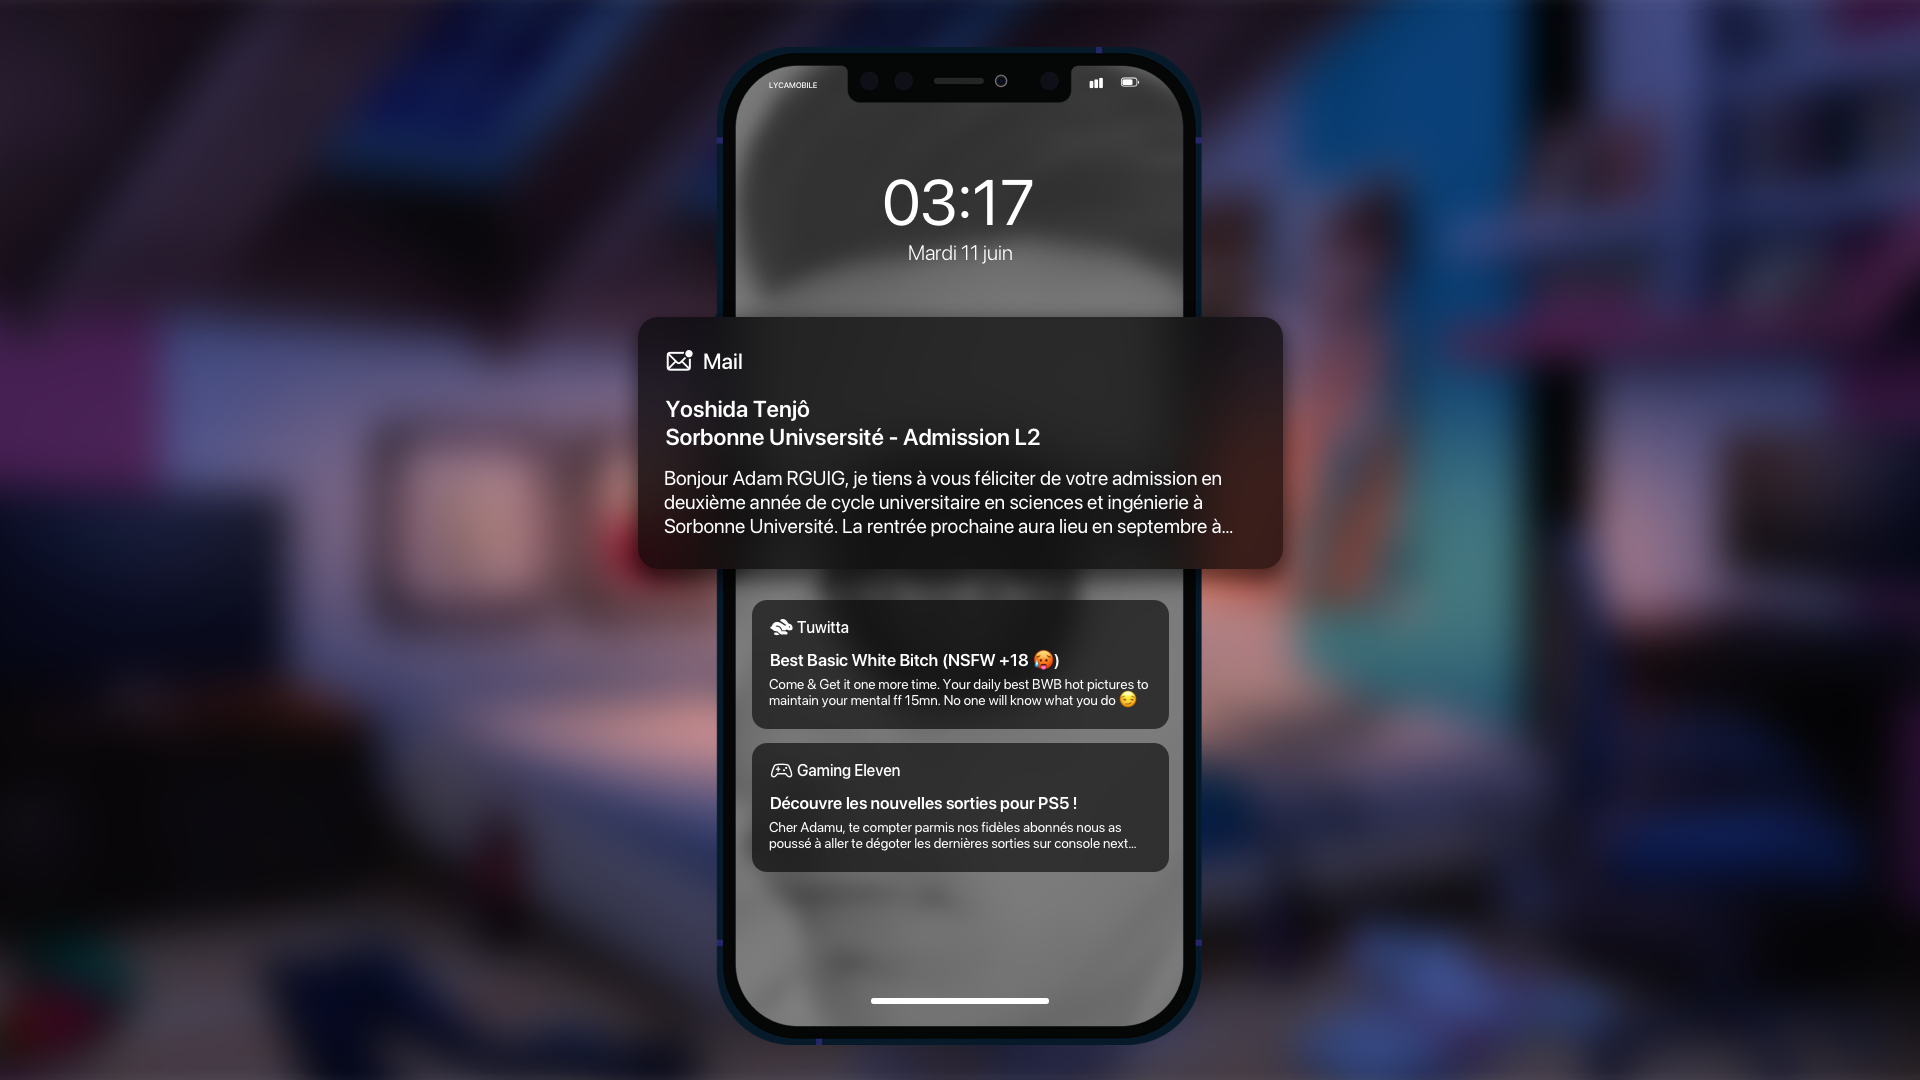 LYCAMOBILE
03:17
Mardi 11 juin
Mail
Yoshida Tenjô
Sorbonne Univsersité - Admission L2
Bonjour Adam RGUIG, je tiens à vous féliciter de votre admission en
deuxième année de cycle universitaire en sciences et ingénierie à
Sorbonne Université. La rentrée prochaine aura lieu en septembre à...
Tuwitta
Best Basic White Bitch (NSFW +18 🥵)
Come & Get it one more time. Your daily best BWB hot pictures to
maintain your mental ff 15mn. No one will know what you do 😏
Gaming Eleven
Découvre les nouvelles sorties pour PS5 !
Cher Adamu, te compter parmis nos fidèles abonnés nous as
poussé à aller te dégoter les dernières sorties sur console next...